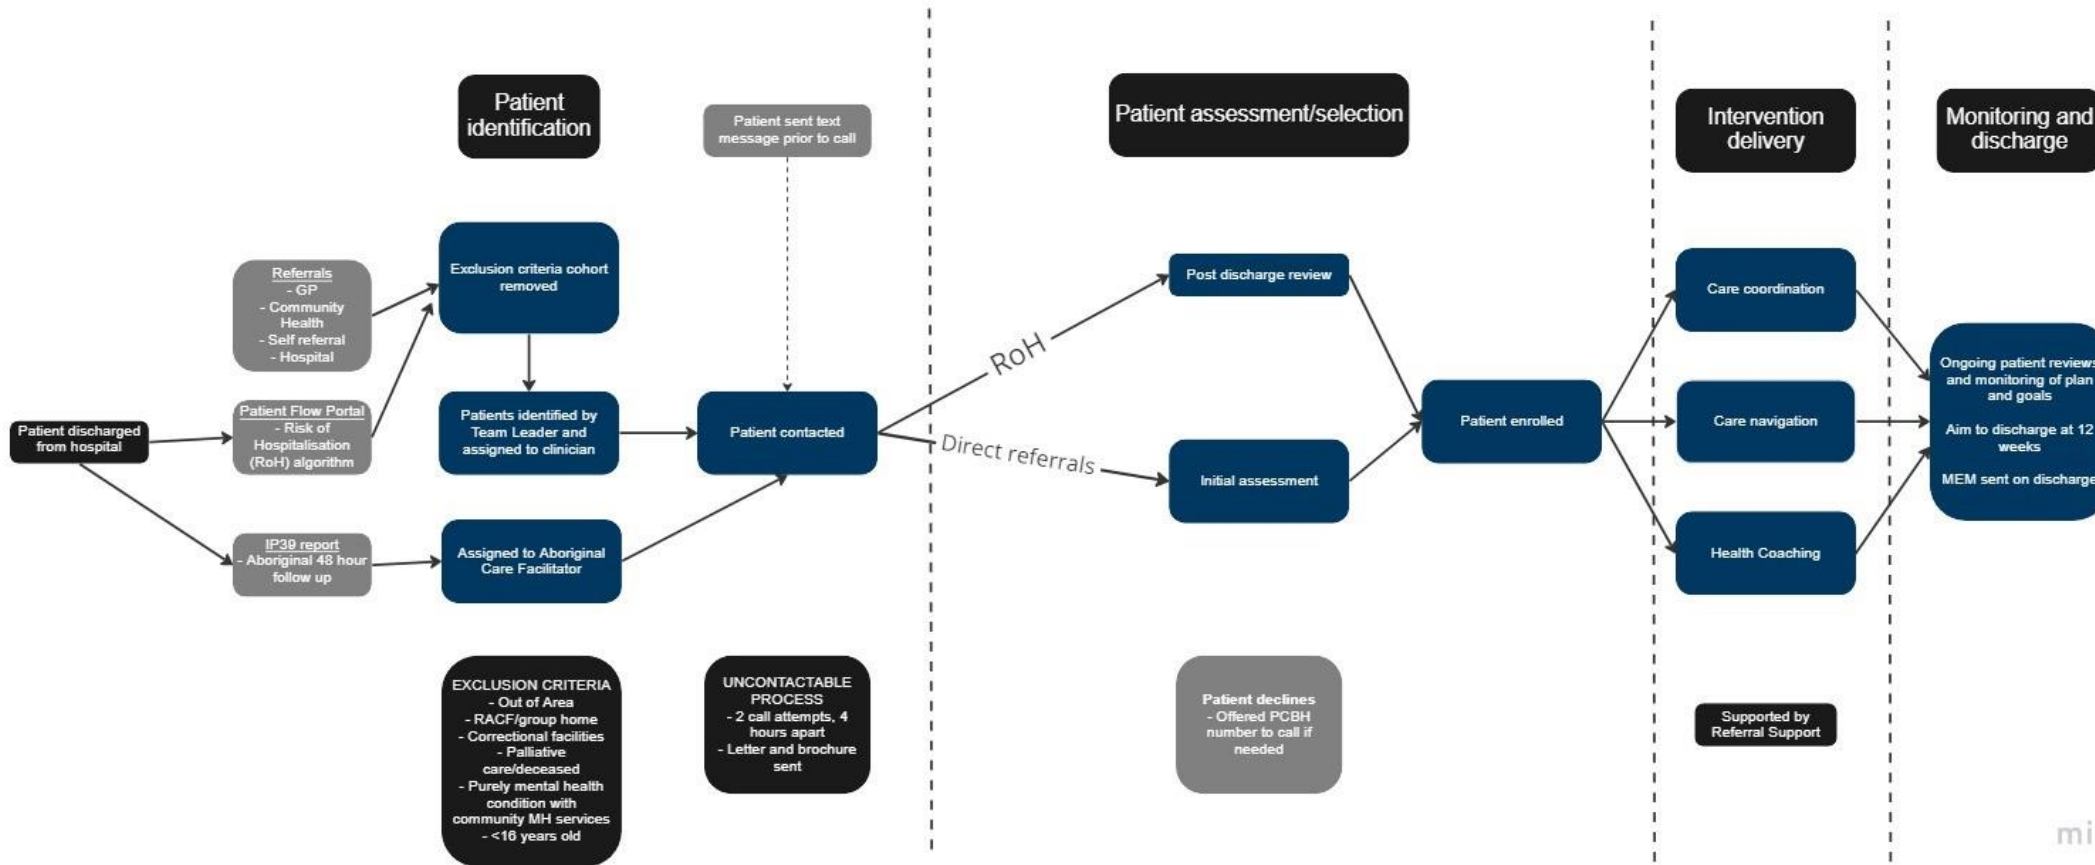 Patient
identification
Patient sent text
message prior to call
Patient assessment/selection
Intervention
delivery
Monitoring and
discharge
Referrals
- GP
- Community
Health
- Self referral
- Hospital
Exclusion criteria cohort
removed
Post discharge review
Care coordination
RoH
Patient discharged
from hospital
Patient Flow Portal
- Risk of
Hospitalisation
(RoH) algorithm
Patients identified by
Team Leader and
assigned to clinician
Patient contacted
Direct referrals
Initial assessment
Patient enrolled
Care navigation
Ongoing patient reviews
and monitoring of plan
and goals
Aim to discharge at 12
weeks
MEM sent on discharge
IP39 report
- Aboriginal 48 hour
follow up
Assigned to Aboriginal
Care Facilitator
Health Coaching
EXCLUSION CRITERIA
- Out of Area
- RACF/group home
- Correctional facilities
- Palliative
care/deceased
- Purely mental health
condition with
community MH services
- <16 years old
UNCONTACTABLE
PROCESS
- 2 call attempts, 4
hours apart
- Letter and brochure
sent
Patient declines
- Offered PCBH
number to call if
needed
Supported by
Referral Support
mi